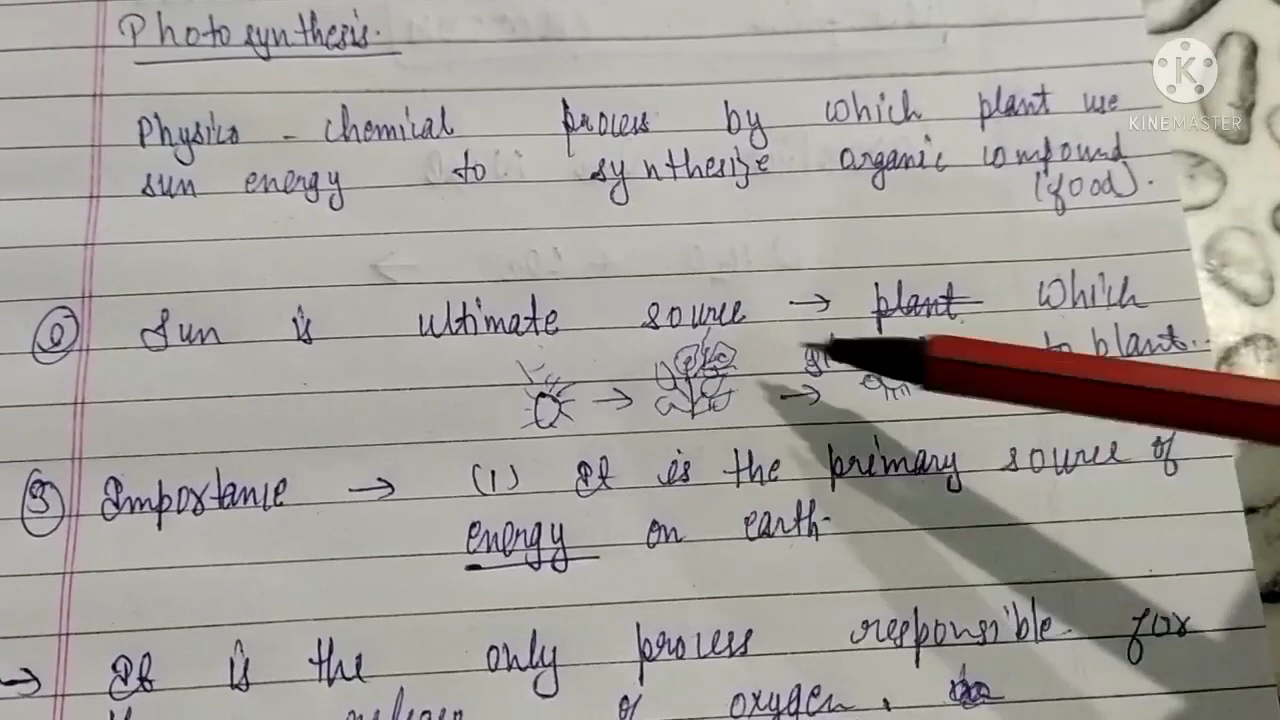 Photosynthesis.
KINEMASTER
Physico - chemical process by which plant use
sun energy to synthesize organic compound
(food).
Sun is ultimate source → plant which
to plant.
→
Importance → (1) It is the primary source of
energy on earth.
→ It is the only process responsible for
of oxygen.